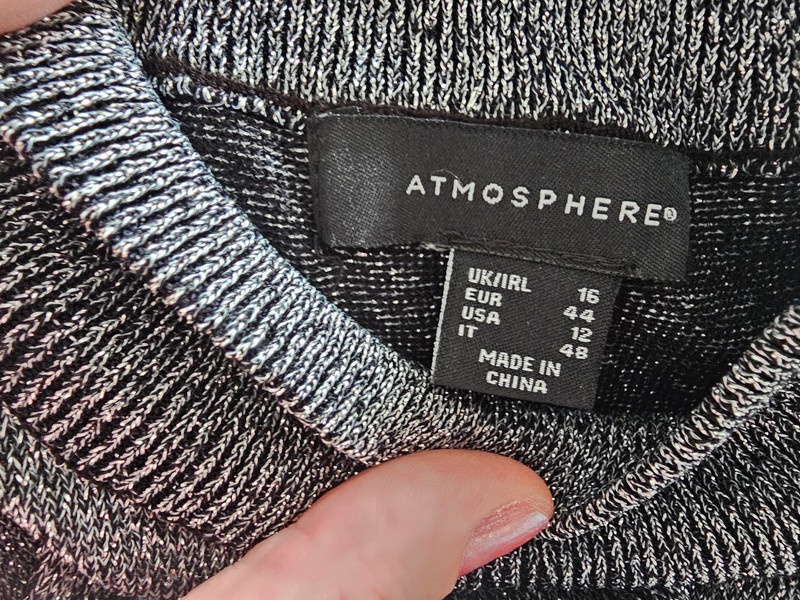 ATMOSPHERE®
UK/IRL 16
EUR 44
USA 12
IT 48
MADE IN
CHINA